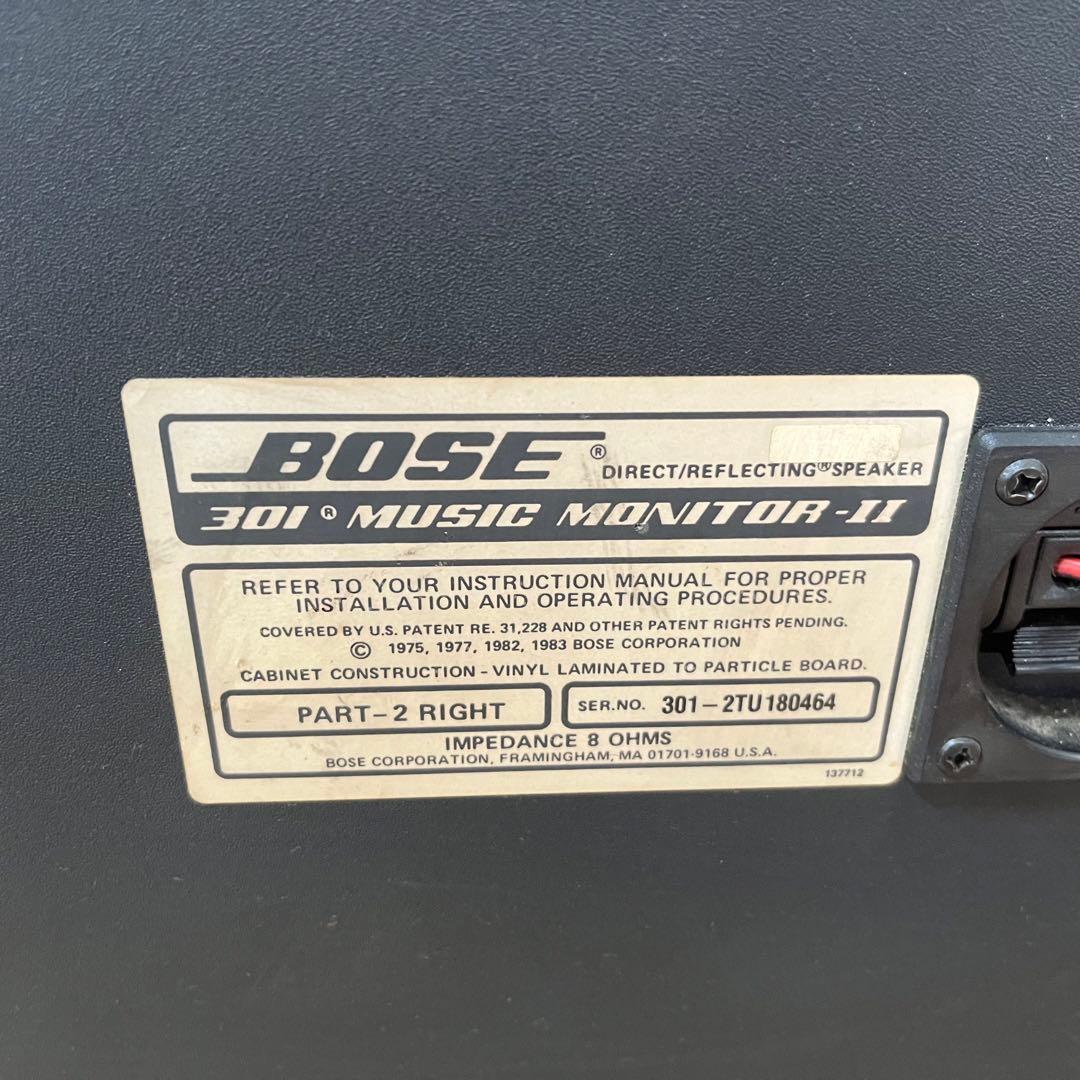 BOSE®
DIRECT/REFLECTING® SPEAKER
301® MUSIC MONITOR-II
REFER TO YOUR INSTRUCTION MANUAL FOR PROPER
INSTALLATION AND OPERATING PROCEDURES.
COVERED BY U.S. PATENT RE. 31,228 AND OTHER PATENT RIGHTS PENDING.
© 1975, 1977, 1982, 1983 BOSE CORPORATION
CABINET CONSTRUCTION - VINYL LAMINATED TO PARTICLE BOARD.
PART-2 RIGHT
SER.NO. 301-2TU180464
IMPEDANCE 8 OHMS
BOSE CORPORATION, FRAMINGHAM, MA 01701-9168 U.S.A.
137712